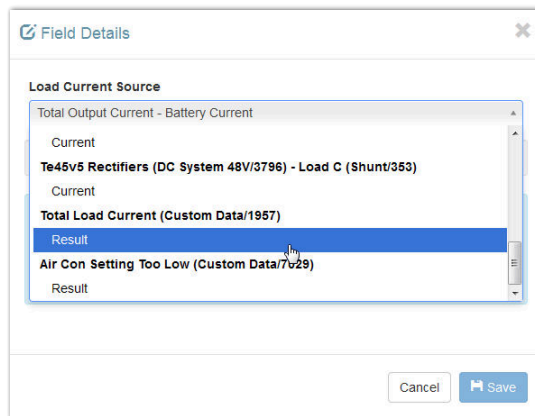 Field Details
Load Current Source
Total Output Current - Battery Current
Current
Te45v5 Rectifiers (DC System 48V/3796) - Load C (Shunt/353)
Current
Total Load Current (Custom Data/1957)
Result
Air Con Setting Too Low (Custom Data/7029)
Result
Cancel
Save